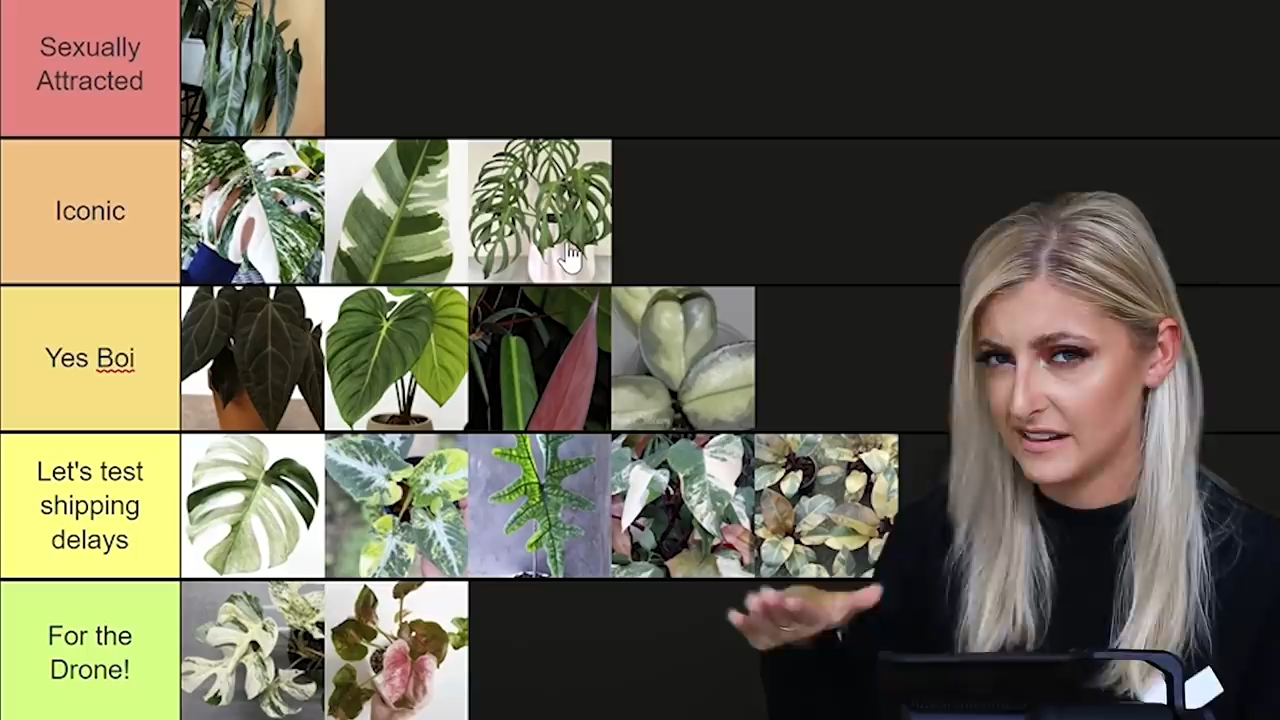 Sexually
Attracted
Iconic
Yes Boi
Let's test
shipping
delays
For the
Drone!